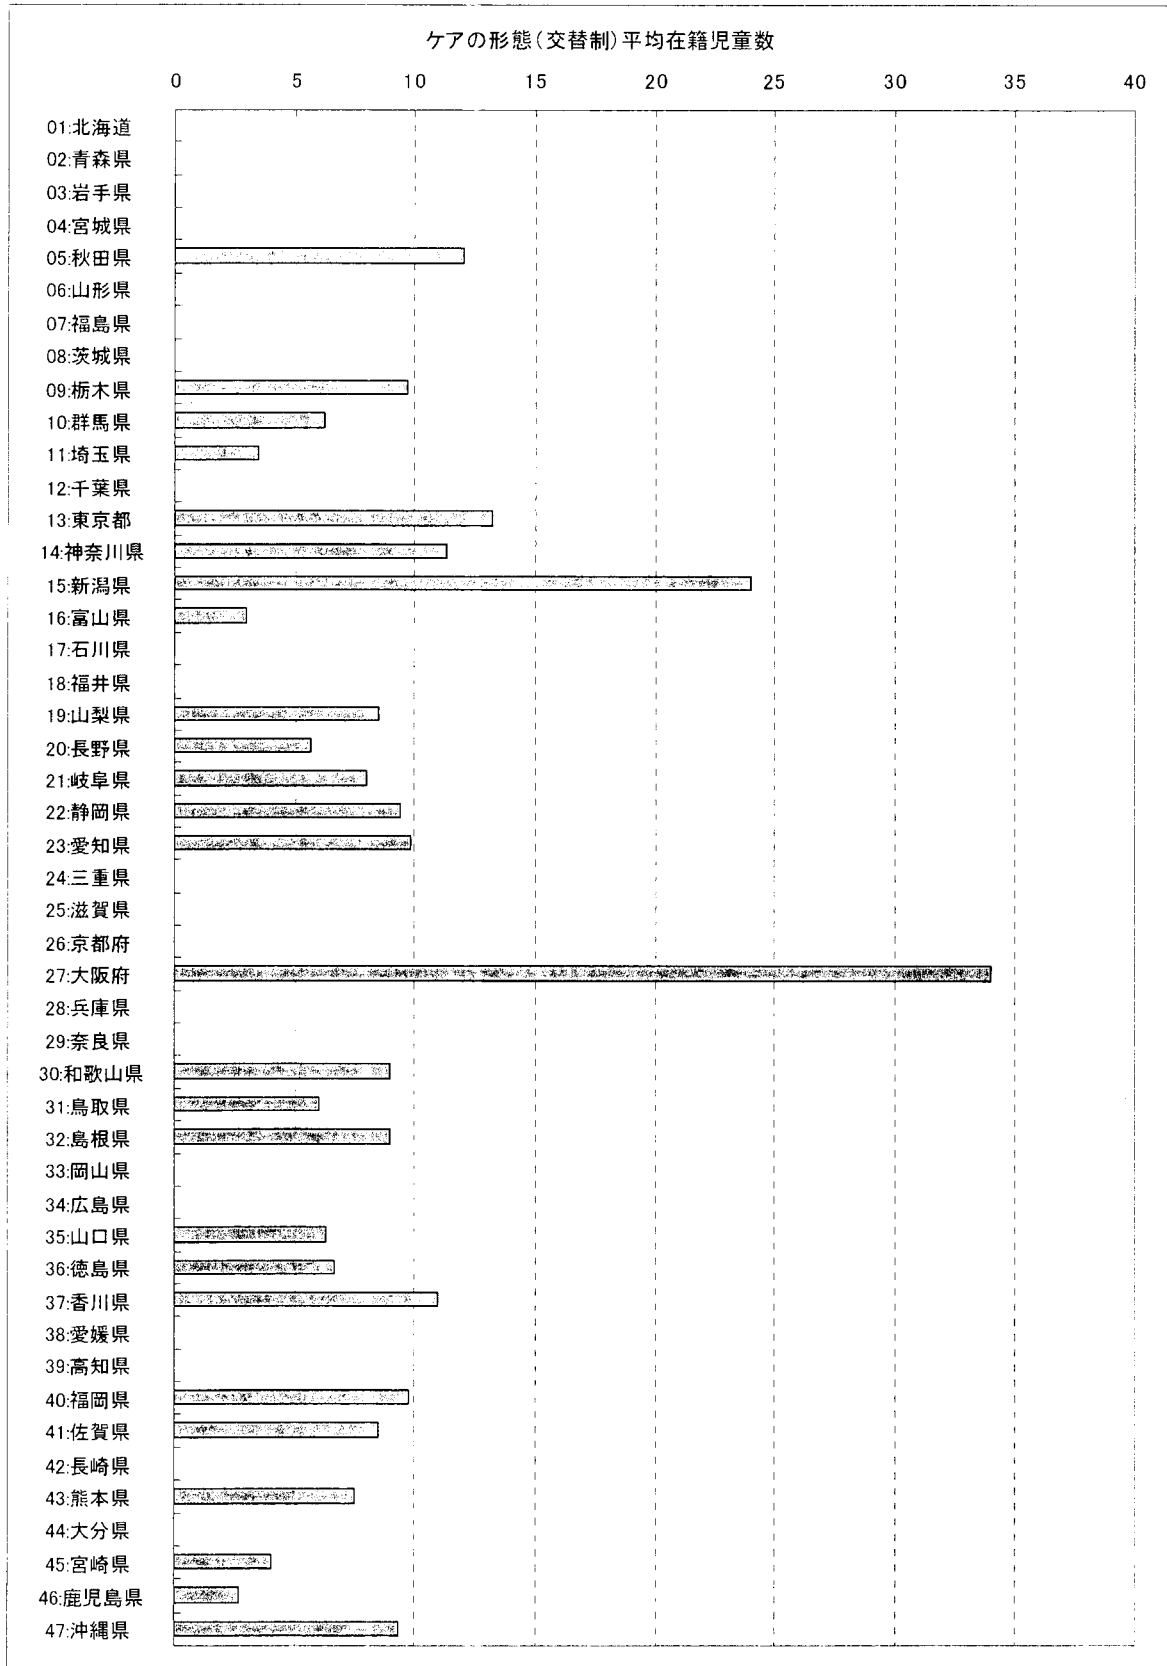 ケアの形態(交替制)平均在籍児童数
0 5 10 15 20 25 30 35 40
01:北海道
02:青森県
03:岩手県
04:宮城県
05:秋田県
06:山形県
07:福島県
08:茨城県
09:栃木県
10:群馬県
11:埼玉県
12:千葉県
13:東京都
14:神奈川県
15:新潟県
16:富山県
17:石川県
18:福井県
19:山梨県
20:長野県
21:岐阜県
22:静岡県
23:愛知県
24:三重県
25:滋賀県
26:京都府
27:大阪府
28:兵庫県
29:奈良県
30:和歌山県
31:鳥取県
32:島根県
33:岡山県
34:広島県
35:山口県
36:徳島県
37:香川県
38:愛媛県
39:高知県
40:福岡県
41:佐賀県
42:長崎県
43:熊本県
44:大分県
45:宮崎県
46:鹿児島県
47:沖縄県